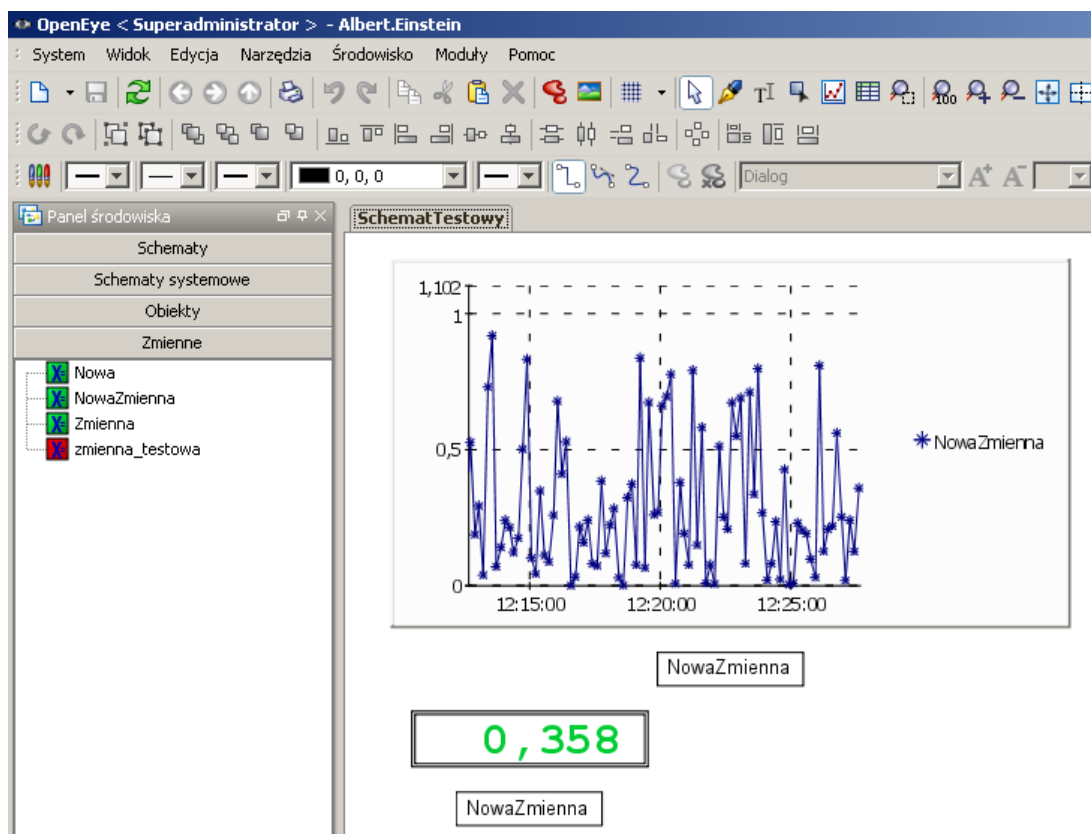 OpenEye < Superadministrator > - Albert.Einstein
System Widok Edycja Narzędzia Środowisko Moduły Pomoc
TI 100
0, 0, 0 Dialog A+ A-
Panel środowiska
SchematTestowy
Schematy
Schematy systemowe
Obiekty
Zmienne
Nowa
NowaZmienna
Zmienna
zmienna_testowa
1,102
1
0,5
0
12:15:00 12:20:00 12:25:00
NowaZmienna
NowaZmienna
0,358
NowaZmienna